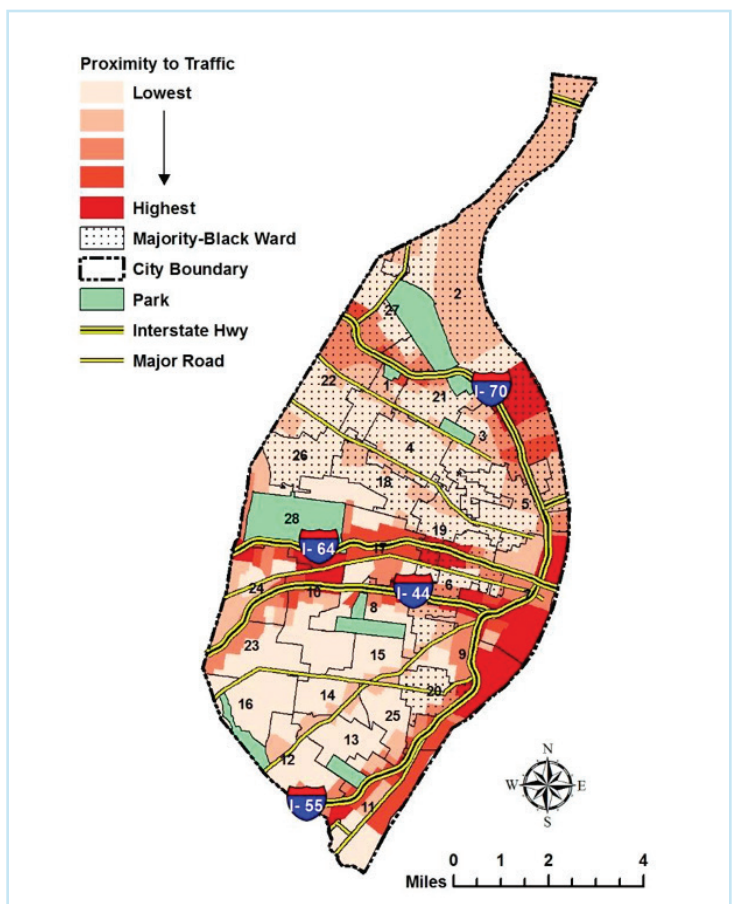 Proximity to Traffic
Lowest
Highest
Majority-Black Ward
City Boundary
Park
Interstate Hwy
Major Road
2
27
22
1
21
I- 70
3
4
26
18
5
28
19
I- 64
17
24
10
I- 44
6
7
8
23
15
9
20
16
14
25
13
12
I- 55
11
N
W
E
S
0 1 2 4
Miles